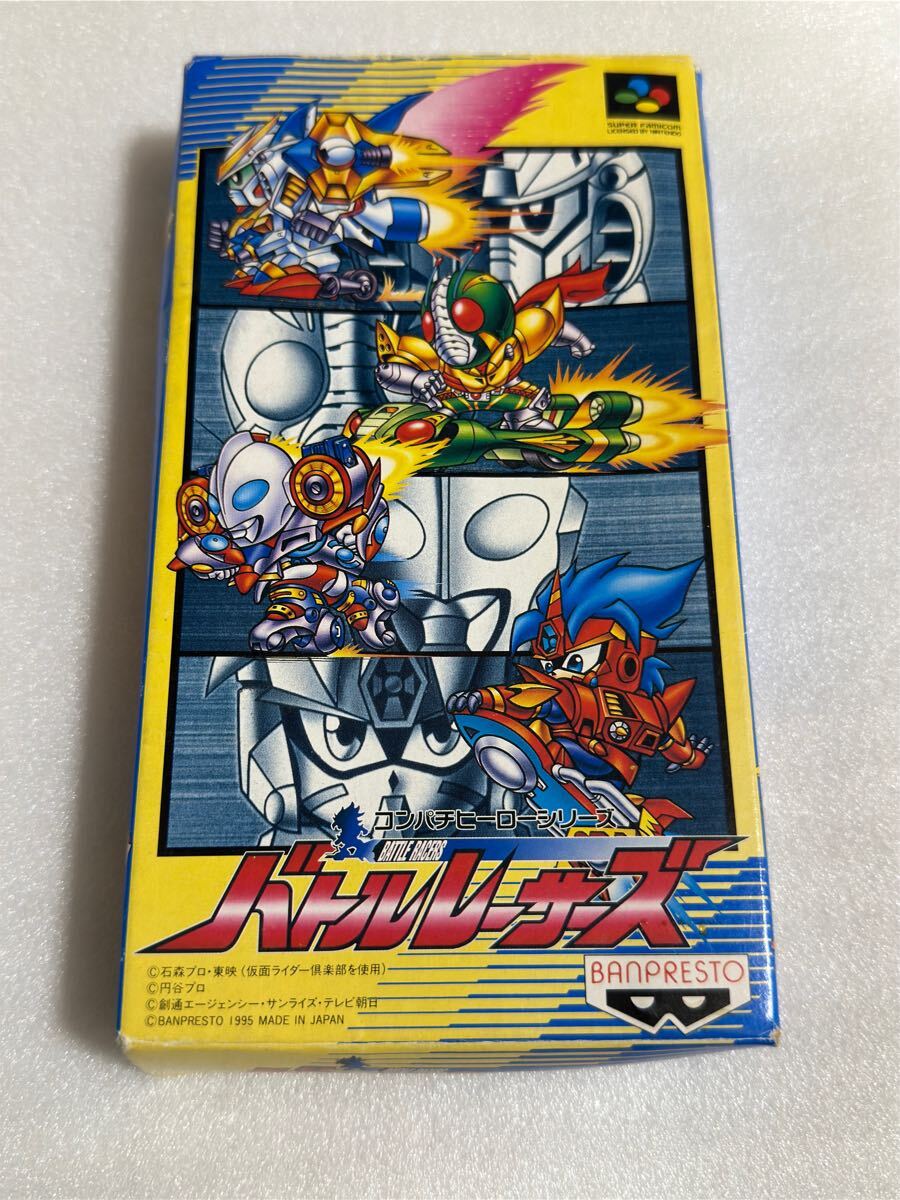 SUPER FAMICOM
LICENSED BY NINTENDO
コンパチヒーローシリーズ
BATTLE RACERS
バトルレーサーズ
BANPRESTO
©石森プロ・東映（仮面ライダー倶楽部を使用）
©円谷プロ
©創通エージェンシー・サンライズ・テレビ朝日
©BANPRESTO 1995 MADE IN JAPAN